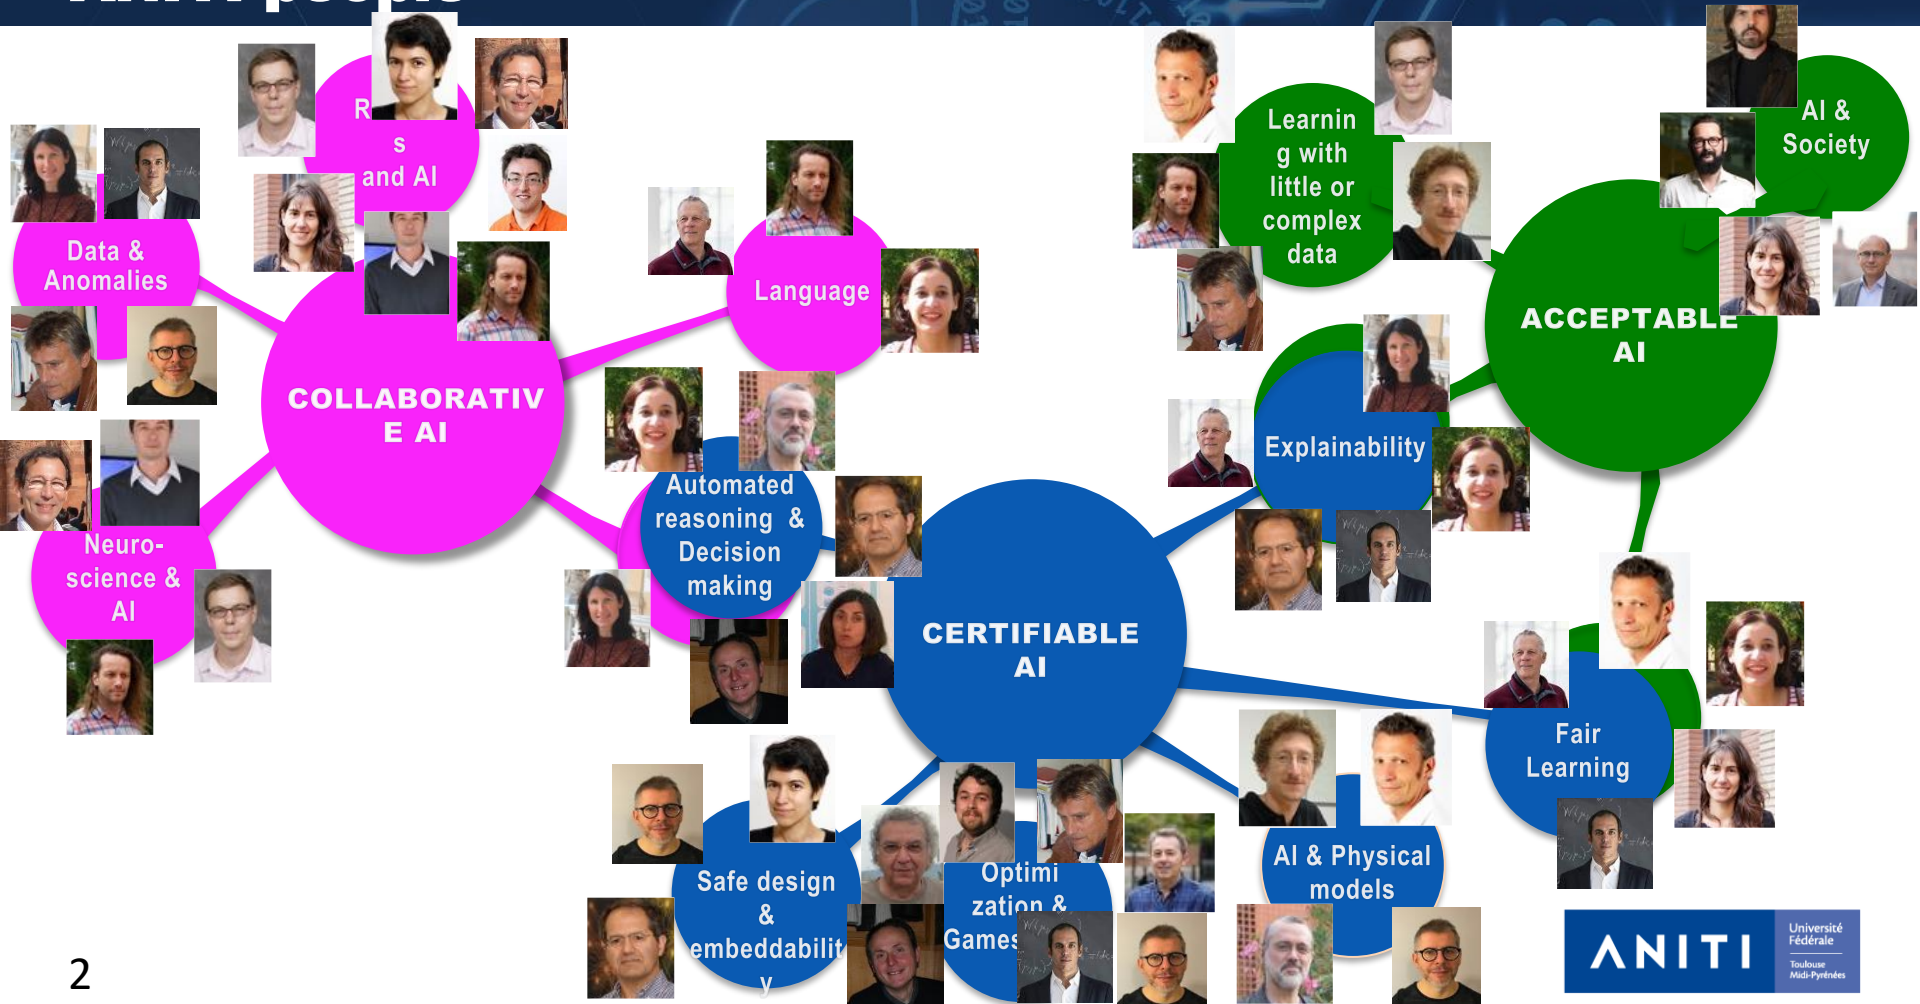 ANITI people
R
s
and AI
Data &
Anomalies
Language
COLLABORATIV
E AI
Neuro-
science &
AI
Automated
reasoning &
Decision
making
Learnin
g with
little or
complex
data
AI &
Society
ACCEPTABLE
AI
Explainability
CERTIFIABLE
AI
Fair
Learning
Safe design
&
embeddabilit
y
Optimi
zation &
Games
AI & Physical
models
ANITI
Université
Fédérale
Toulouse
Midi-Pyrénées
2